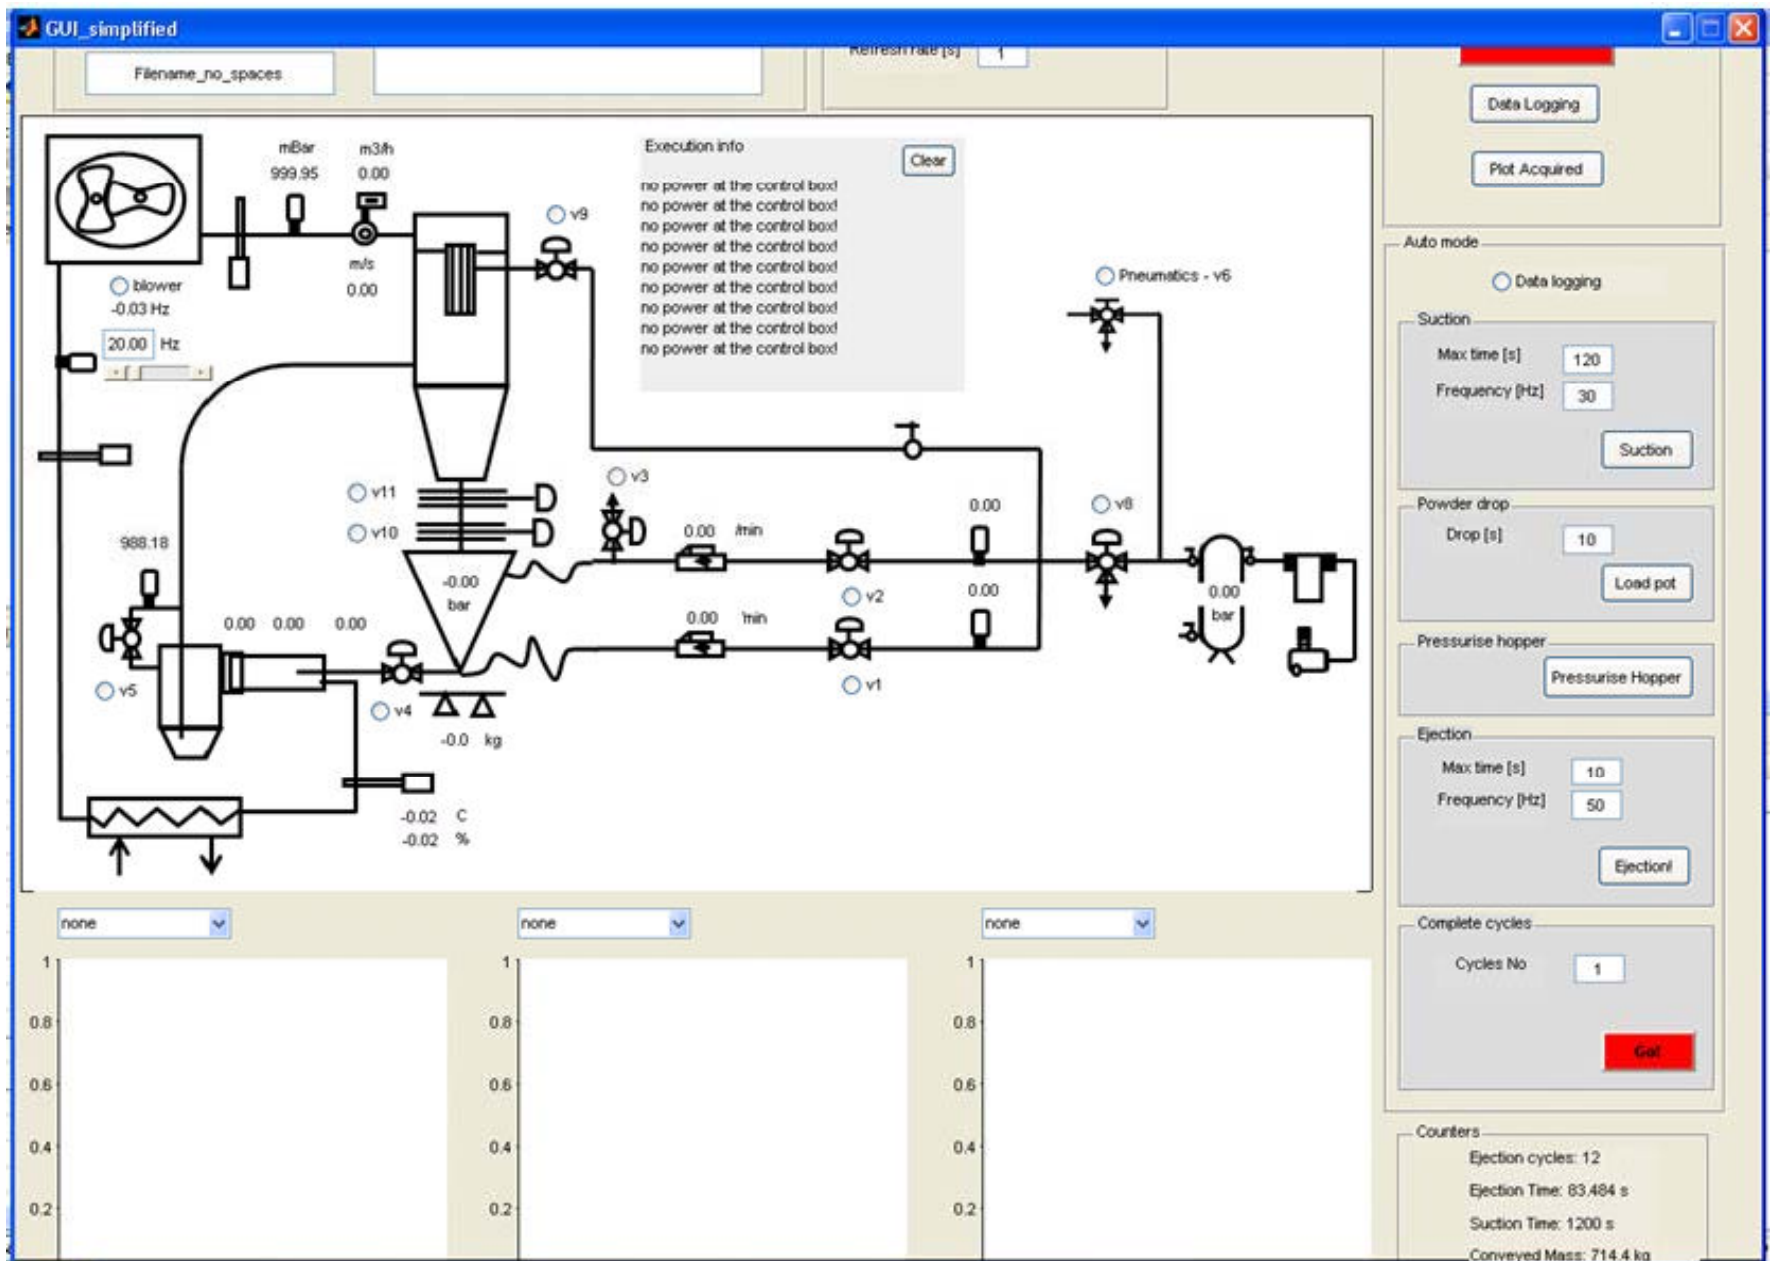 GUI_simplified
Filename_no_spaces
Refresh rate [s] 1
Data Logging
Plot Acquired
mBar
999.95
m3/h
0.00
m/s
0.00
blower
-0.03 Hz
20.00 Hz
v9
Execution info
Clear
no power at the control box!
no power at the control box!
no power at the control box!
no power at the control box!
no power at the control box!
no power at the control box!
no power at the control box!
no power at the control box!
no power at the control box!
Pneumatics - v6
v11
v10
v3
v8
988.18
0.00 /min
0.00
v2
-0.00
bar
0.00
bar
0.00 0.00 0.00
0.00 'min
0.00
v5
v4
v1
-0.0 kg
-0.02 C
-0.02 %
Auto mode
Data logging
Suction
Max time [s] 120
Frequency [Hz] 30
Suction
Powder drop
Drop [s] 10
Load pot
Pressurise hopper
Pressurise Hopper
Ejection
Max time [s] 10
Frequency [Hz] 50
Ejection!
Complete cycles
Cycles No 1
Go!
Counters
Ejection cycles: 12
Ejection Time: 83.484 s
Suction Time: 1200 s
Conveyed Mass: 714.4 kg
none
1
0.8
0.6
0.4
0.2
none
1
0.8
0.6
0.4
0.2
none
1
0.8
0.6
0.4
0.2